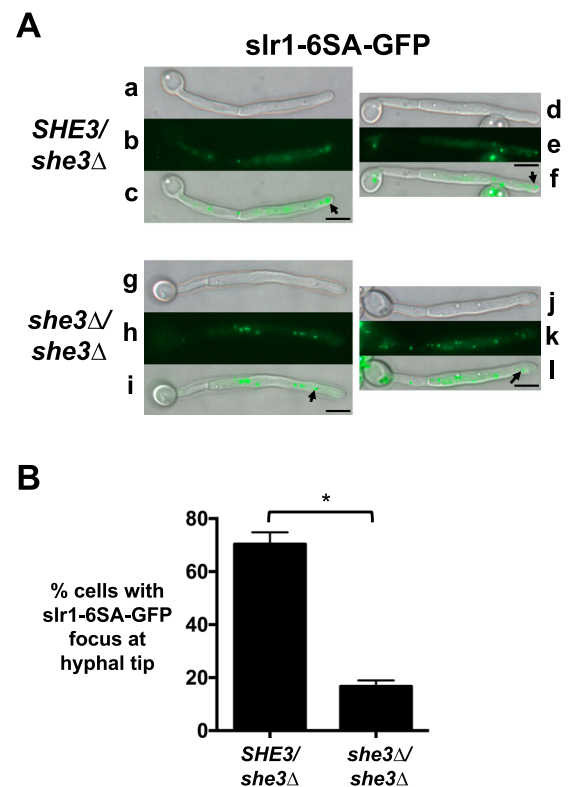 A
slr1-6SA-GFP
SHE3/
she3Δ
a
b
c
d
e
f
she3Δ/
she3Δ
g
h
i
j
k
l
B
*
% cells with
slr1-6SA-GFP
focus at
hyphal tip
80
60
40
20
0
SHE3/
she3Δ
she3Δ/
she3Δ